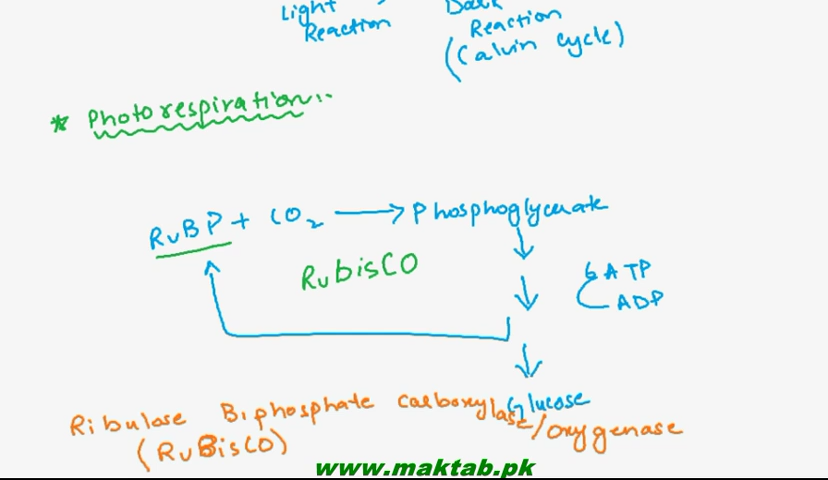 Light
Reaction
Dark
Reaction
(Calvin cycle)
* Photorespiration:.
RuBP + CO2 → Phosphoglycerate
RubisCO
6 ATP
ADP
Glucose
Ribulose Biphosphate carboxylase/oxygenase
(RuBisCO)
www.maktab.pk